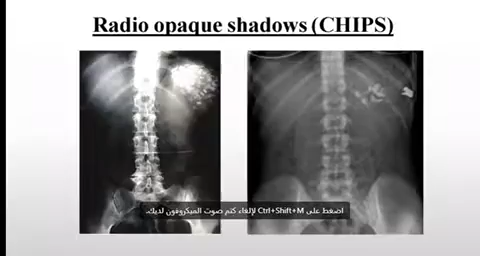 Radio opaque shadows (CHIPS)
اضغط على Ctrl+Shift+M لإلغاء كتم صوت الميكروفون لديك.